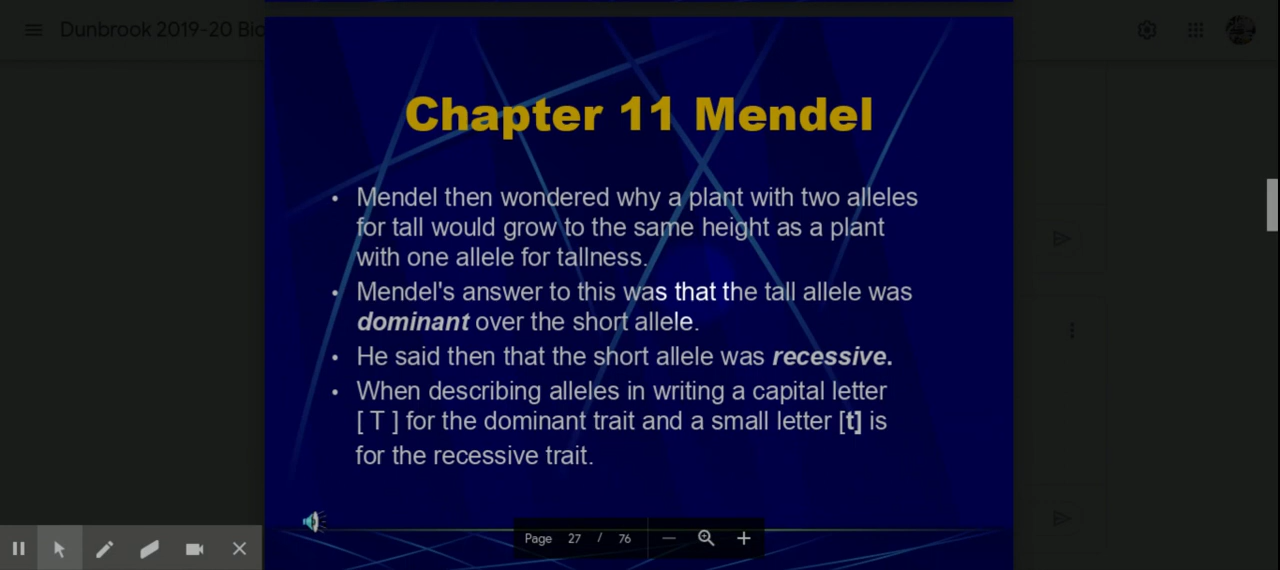 Dunbrook 2019-20 Bio
Chapter 11 Mendel
• Mendel then wondered why a plant with two alleles
for tall would grow to the same height as a plant
with one allele for tallness.
• Mendel's answer to this was that the tall allele was
dominant over the short allele.
• He said then that the short allele was recessive.
• When describing alleles in writing a capital letter
[ T ] for the dominant trait and a small letter [t] is
for the recessive trait.
Page 27 / 76